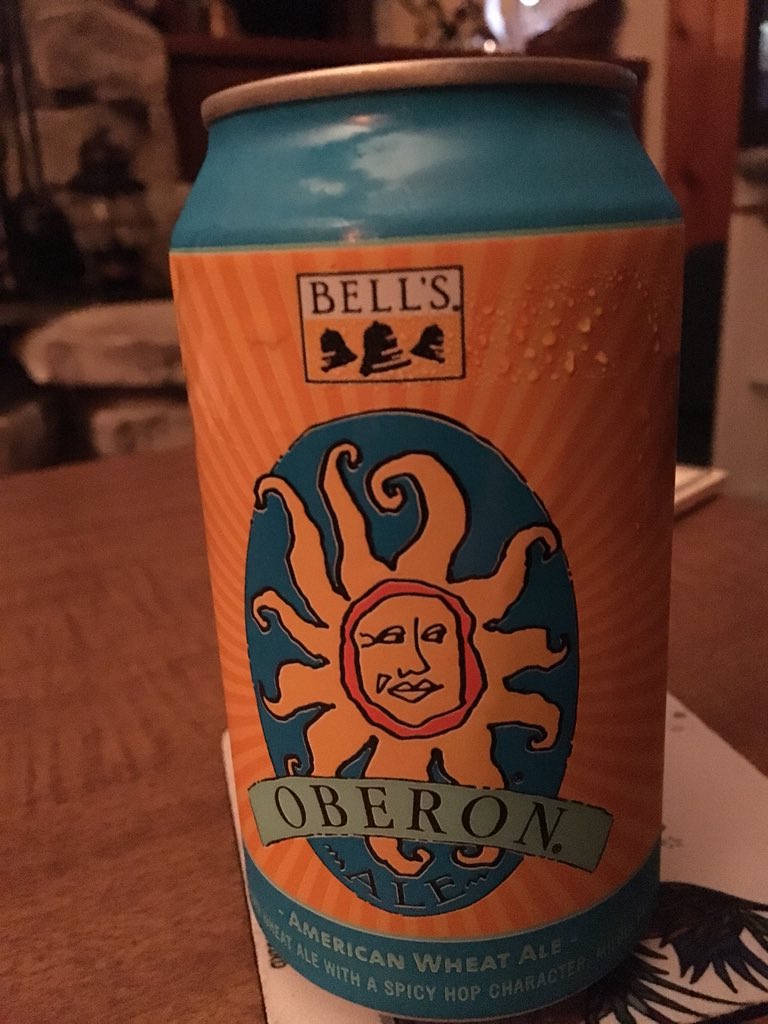 BELL'S.
OBERON.
ALE
- AMERICAN WHEAT ALE -
WHEAT ALE WITH A SPICY HOP CHARACTER,